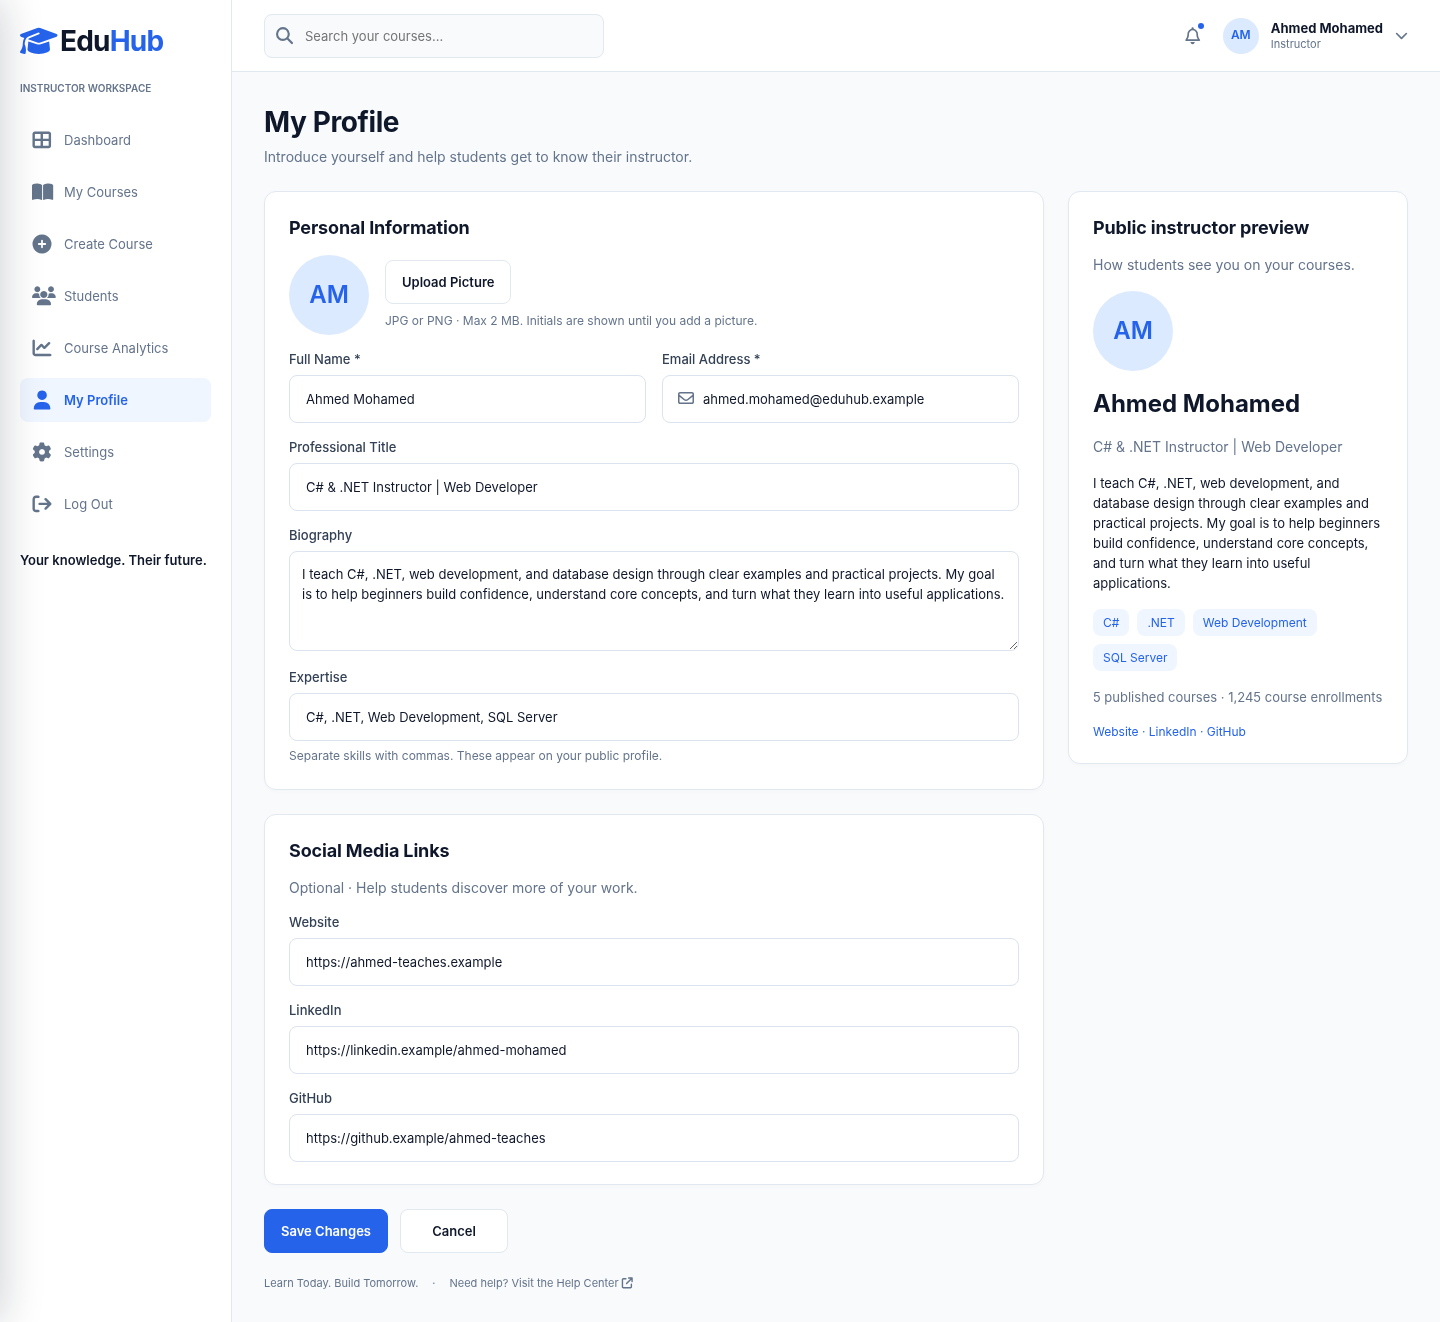 EduHub
INSTRUCTOR WORKSPACE
Dashboard
My Courses
Create Course
Students
Course Analytics
My Profile
Settings
Log Out
Your knowledge. Their future.
Search your courses...
AM
Ahmed Mohamed
Instructor
My Profile
Introduce yourself and help students get to know their instructor.
Personal Information
AM
Upload Picture
JPG or PNG · Max 2 MB. Initials are shown until you add a picture.
Full Name *
Ahmed Mohamed
Email Address *
ahmed.mohamed@eduhub.example
Professional Title
C# & .NET Instructor | Web Developer
Biography
I teach C#, .NET, web development, and database design through clear examples and practical projects. My goal
is to help beginners build confidence, understand core concepts, and turn what they learn into useful applications.
Expertise
C#, .NET, Web Development, SQL Server
Separate skills with commas. These appear on your public profile.
Social Media Links
Optional · Help students discover more of your work.
Website
https://ahmed-teaches.example
LinkedIn
https://linkedin.example/ahmed-mohamed
GitHub
https://github.example/ahmed-teaches
Save Changes
Cancel
Learn Today. Build Tomorrow. · Need help? Visit the Help Center
Public instructor preview
How students see you on your courses.
AM
Ahmed Mohamed
C# & .NET Instructor | Web Developer
I teach C#, .NET, web development, and
database design through clear examples and
practical projects. My goal is to help beginners
build confidence, understand core concepts,
and turn what they learn into useful
applications.
C# .NET Web Development
SQL Server
5 published courses · 1,245 course enrollments
Website · LinkedIn · GitHub